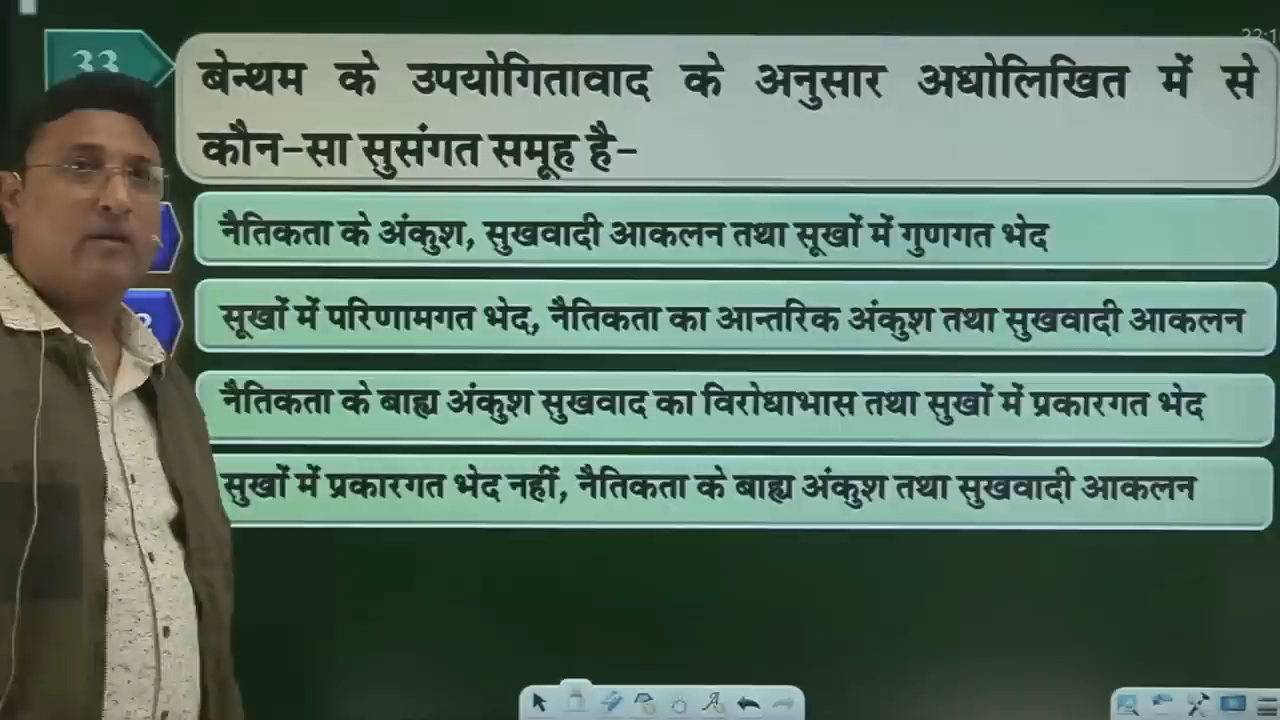 33
बेन्थम के उपयोगितावाद के अनुसार अधोलिखित में से
कौन-सा सुसंगत समूह है-
नैतिकता के अंकुश, सुखवादी आकलन तथा सूखों में गुणगत भेद
सूखों में परिणामगत भेद, नैतिकता का आन्तरिक अंकुश तथा सुखवादी आकलन
नैतिकता के बाह्य अंकुश सुखवाद का विरोधाभास तथा सुखों में प्रकारगत भेद
सुखों में प्रकारगत भेद नहीं, नैतिकता के बाह्य अंकुश तथा सुखवादी आकलन